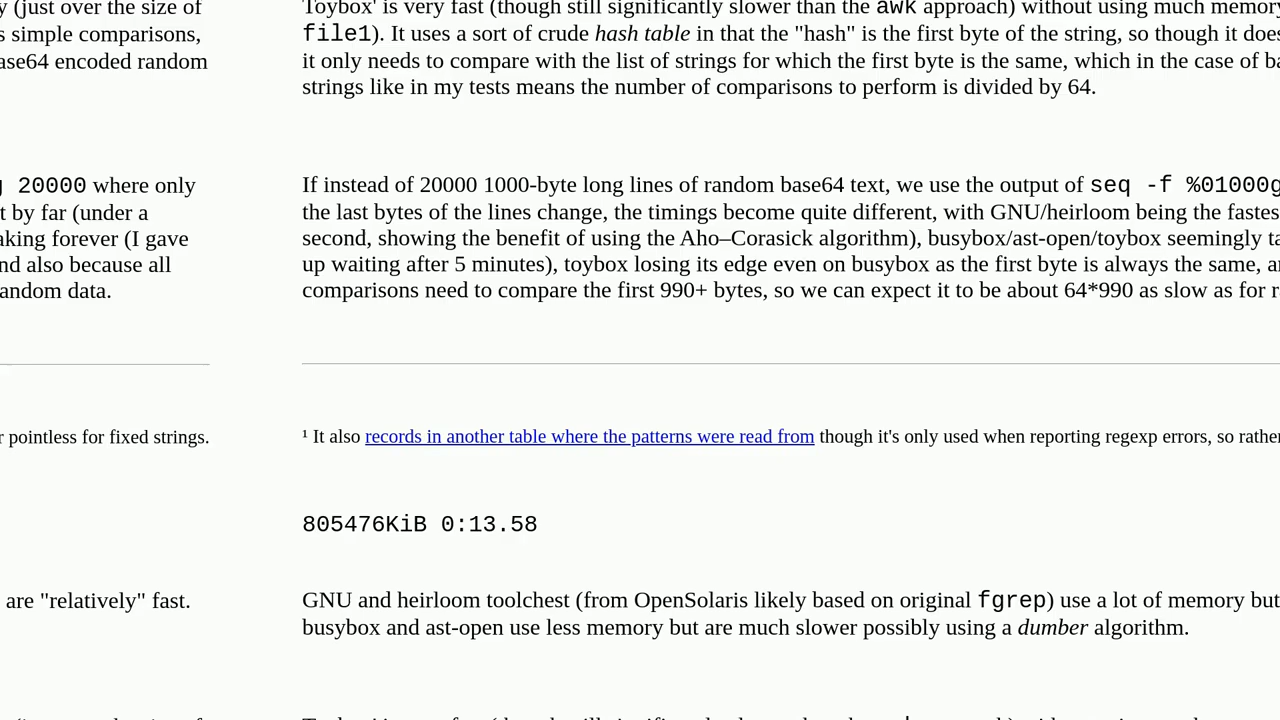 (just over the size of
s simple comparisons,
ase64 encoded random
20000 where only
t by far (under a
aking forever (I gave
nd also because all
andom data.
r pointless for fixed strings.
are "relatively" fast.
Toybox' is very fast (though still significantly slower than the awk approach) without using much memory
file1). It uses a sort of crude hash table in that the "hash" is the first byte of the string, so though it does
it only needs to compare with the list of strings for which the first byte is the same, which in the case of ba
strings like in my tests means the number of comparisons to perform is divided by 64.
If instead of 20000 1000-byte long lines of random base64 text, we use the output of seq -f %01000g
the last bytes of the lines change, the timings become quite different, with GNU/heirloom being the fastes
second, showing the benefit of using the Aho–Corasick algorithm), busybox/ast-open/toybox seemingly ta
up waiting after 5 minutes), toybox losing its edge even on busybox as the first byte is always the same, a
comparisons need to compare the first 990+ bytes, so we can expect it to be about 64*990 as slow as for r
¹ It also records in another table where the patterns were read from though it's only used when reporting regexp errors, so rathe
805476KiB 0:13.58
GNU and heirloom toolchest (from OpenSolaris likely based on original fgrep) use a lot of memory but
busybox and ast-open use less memory but are much slower possibly using a dumber algorithm.